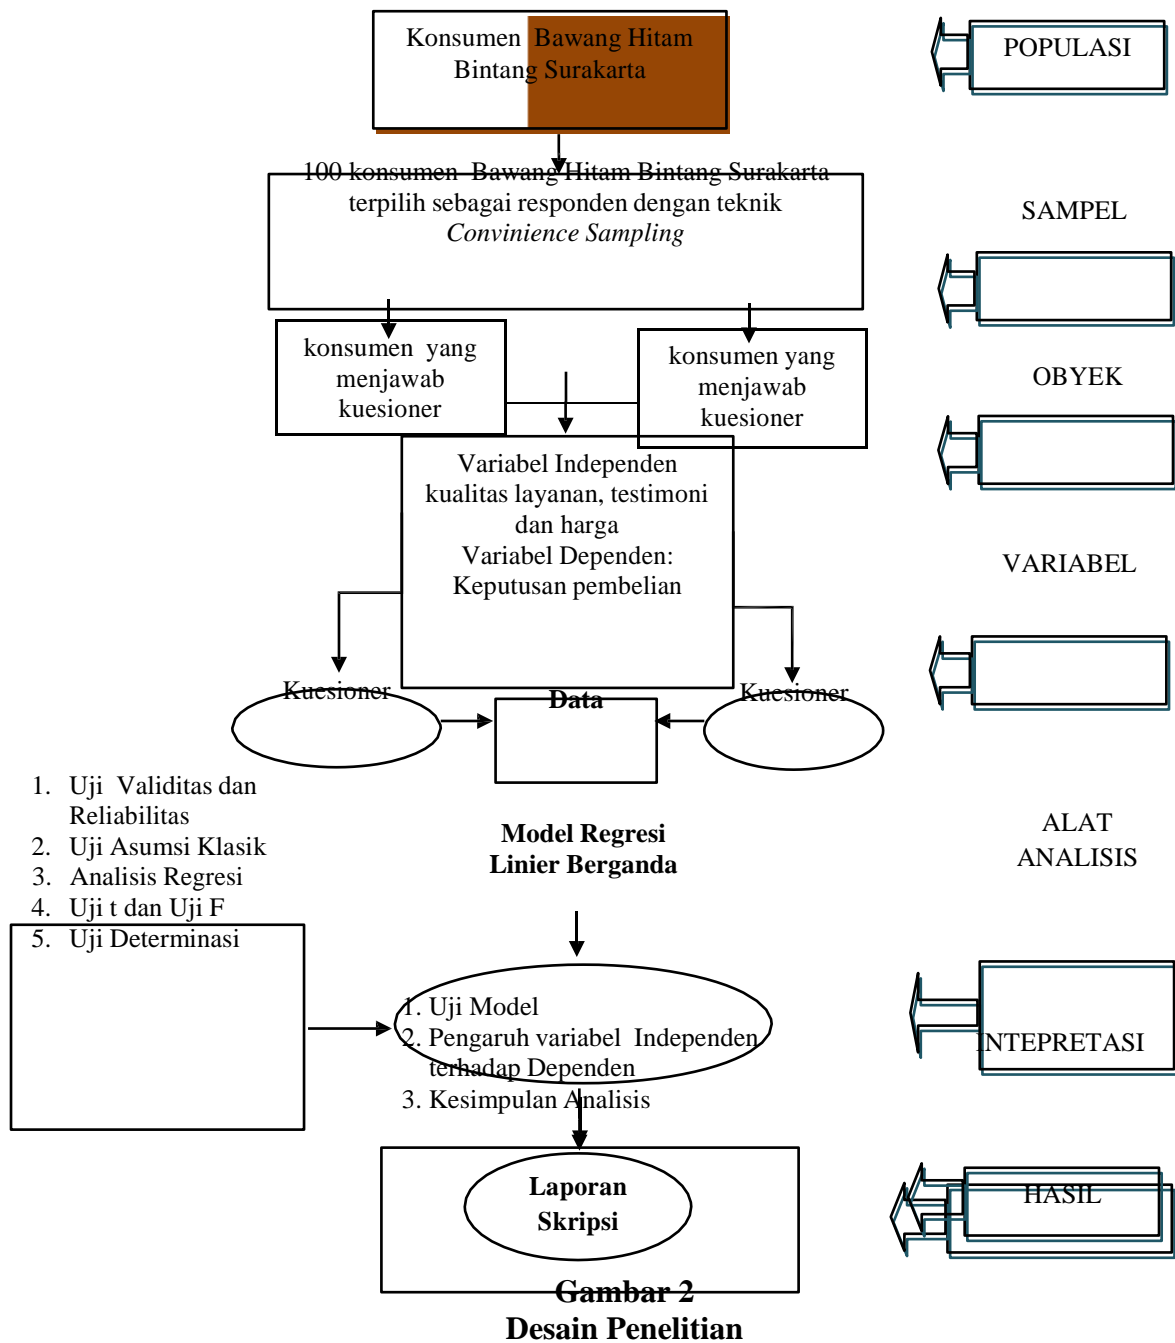 Konsumen Bawang Hitam
Bintang Surakarta
POPULASI
100 konsumen Bawang Hitam Bintang Surakarta
terpilih sebagai responden dengan teknik
Convinience Sampling
SAMPEL
konsumen yang
menjawab
kuesioner
konsumen yang
menjawab
kuesioner
OBYEK
Variabel Independen
kualitas layanan, testimoni
dan harga
Variabel Dependen:
Keputusan pembelian
VARIABEL
Kuesioner
Data
Kuesioner
1. Uji Validitas dan
Reliabilitas
2. Uji Asumsi Klasik
3. Analisis Regresi
4. Uji t dan Uji F
5. Uji Determinasi
Model Regresi
Linier Berganda
ALAT
ANALISIS
1. Uji Model
2. Pengaruh variabel Independen
terhadap Dependen
3. Kesimpulan Analisis
INTEPRETASI
Laporan
Skripsi
HASIL
Gambar 2
Desain Penelitian